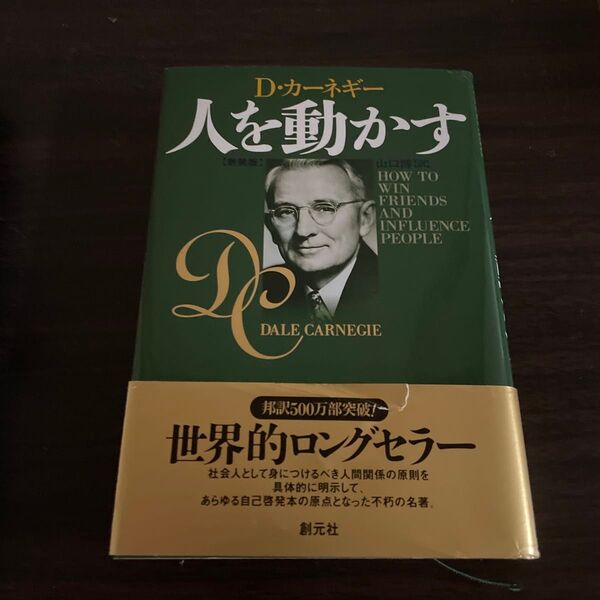 D・カーネギー
人を動かす
【新装版】
山口博訳
HOW TO
WIN
FRIENDS
AND
INFLUENCE
PEOPLE
DC
DALE CARNEGIE
邦訳500万部突破!
世界的ロングセラー
社会人として身につけるべき人間関係の原則を
具体的に明示して、
あらゆる自己啓発本の原点となった不朽の名著。
創元社